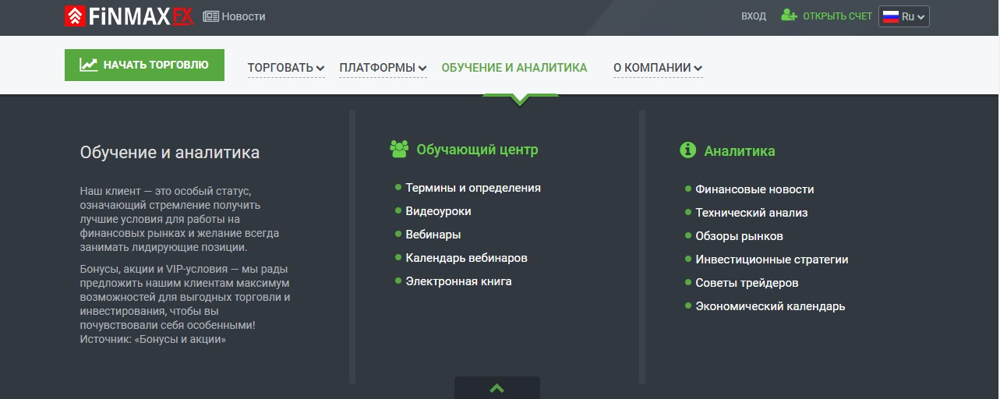 FiNMAXFX Новости ВХОД ОТКРЫТЬ СЧЕТ Ru
НАЧАТЬ ТОРГОВЛЮ ТОРГОВАТЬ ПЛАТФОРМЫ ОБУЧЕНИЕ И АНАЛИТИКА О КОМПАНИИ
Обучение и аналитика
Наш клиент — это особый статус,
означающий стремление получить
лучшие условия для работы на
финансовых рынках и желание всегда
занимать лидирующие позиции.
Бонусы, акции и VIP-условия — мы рады
предложить нашим клиентам максимум
возможностей для выгодных торговли и
инвестирования, чтобы вы
почувствовали себя особенными!
Источник: «Бонусы и акции»
Обучающий центр
Термины и определения
Видеоуроки
Вебинары
Календарь вебинаров
Электронная книга
Аналитика
Финансовые новости
Технический анализ
Обзоры рынков
Инвестиционные стратегии
Советы трейдеров
Экономический календарь